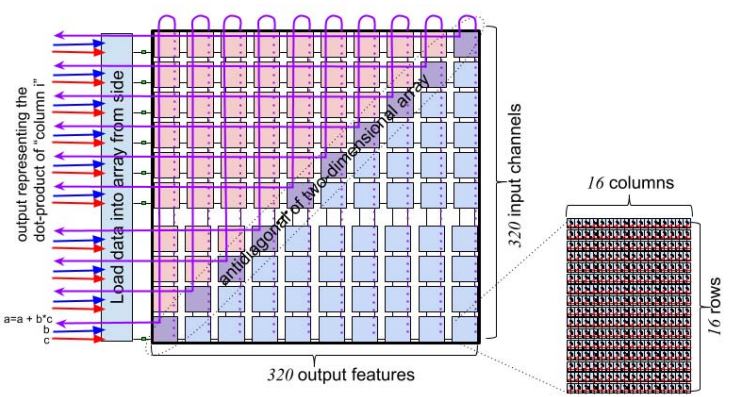 output representing the
dot-product of "column i"
Load data into array from side
antidiagonal of two-dimensional array
320 input channels
16 columns
16 rows
a=a + b*c
b
c
320 output features